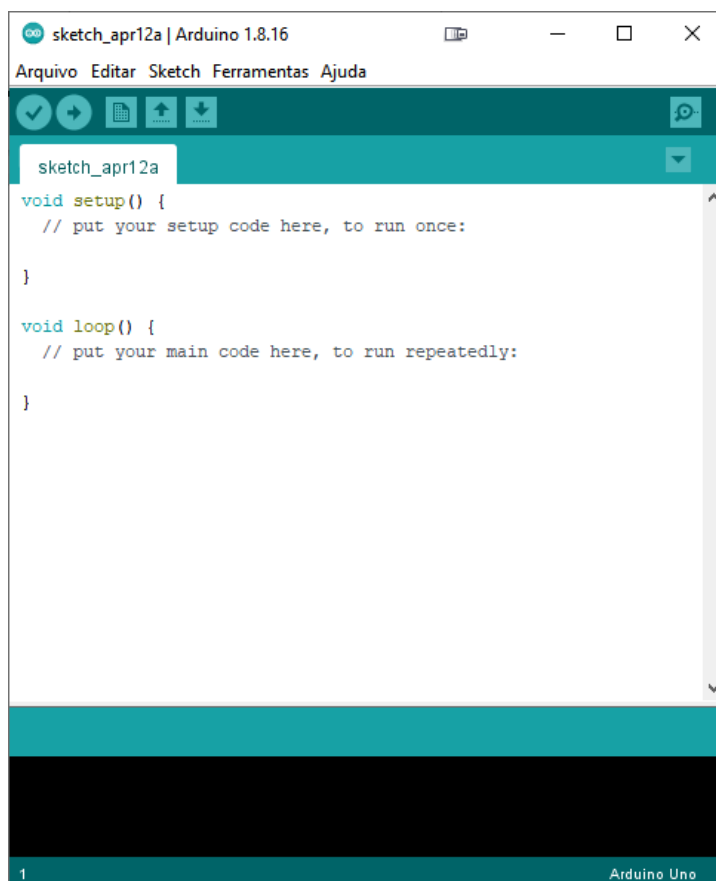 sketch_apr12a | Arduino 1.8.16
Arquivo Editar Sketch Ferramentas Ajuda
sketch_apr12a
void setup() {
  // put your setup code here, to run once:
}
void loop() {
  // put your main code here, to run repeatedly:
}
1 Arduino Uno